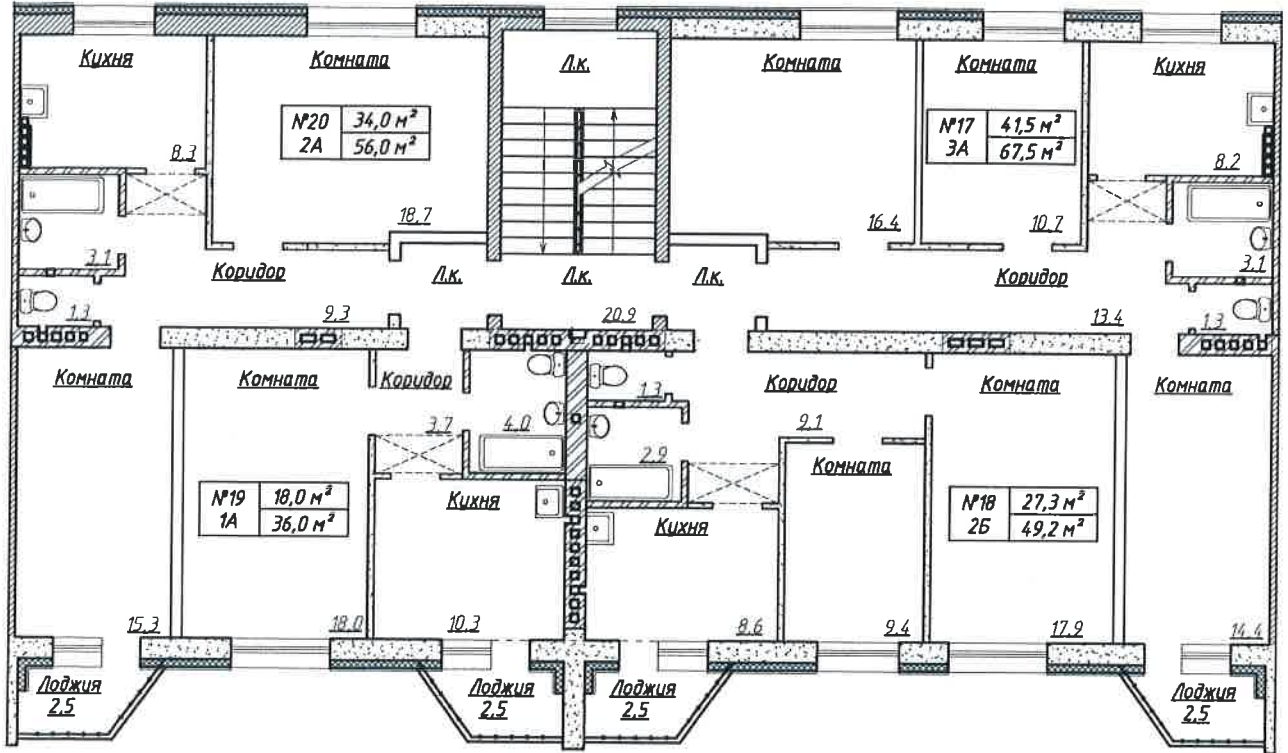 Кухня
Комната
Л.к.
Комната
Комната
Кухня
№20 34,0 м²
2А 56,0 м²
№17 41,5 м²
3А 67,5 м²
8.3
8.2
18.7
16.4
10.7
3.1
3.1
Коридор
Л.к.
Л.к.
Л.к.
Коридор
1.3
9.3
20.9
13.4
1.3
Комната
Комната
Коридор
1.3
Коридор
Комната
Комната
3.7
4.0
2.9
9.1
Комната
№19 18,0 м²
1А 36,0 м²
Кухня
Кухня
№18 27,3 м²
2Б 49,2 м²
15.3
18.0
10.3
8.6
9.4
17.9
14.4
Лоджия
2.5
Лоджия
2.5
Лоджия
2.5
Лоджия
2.5